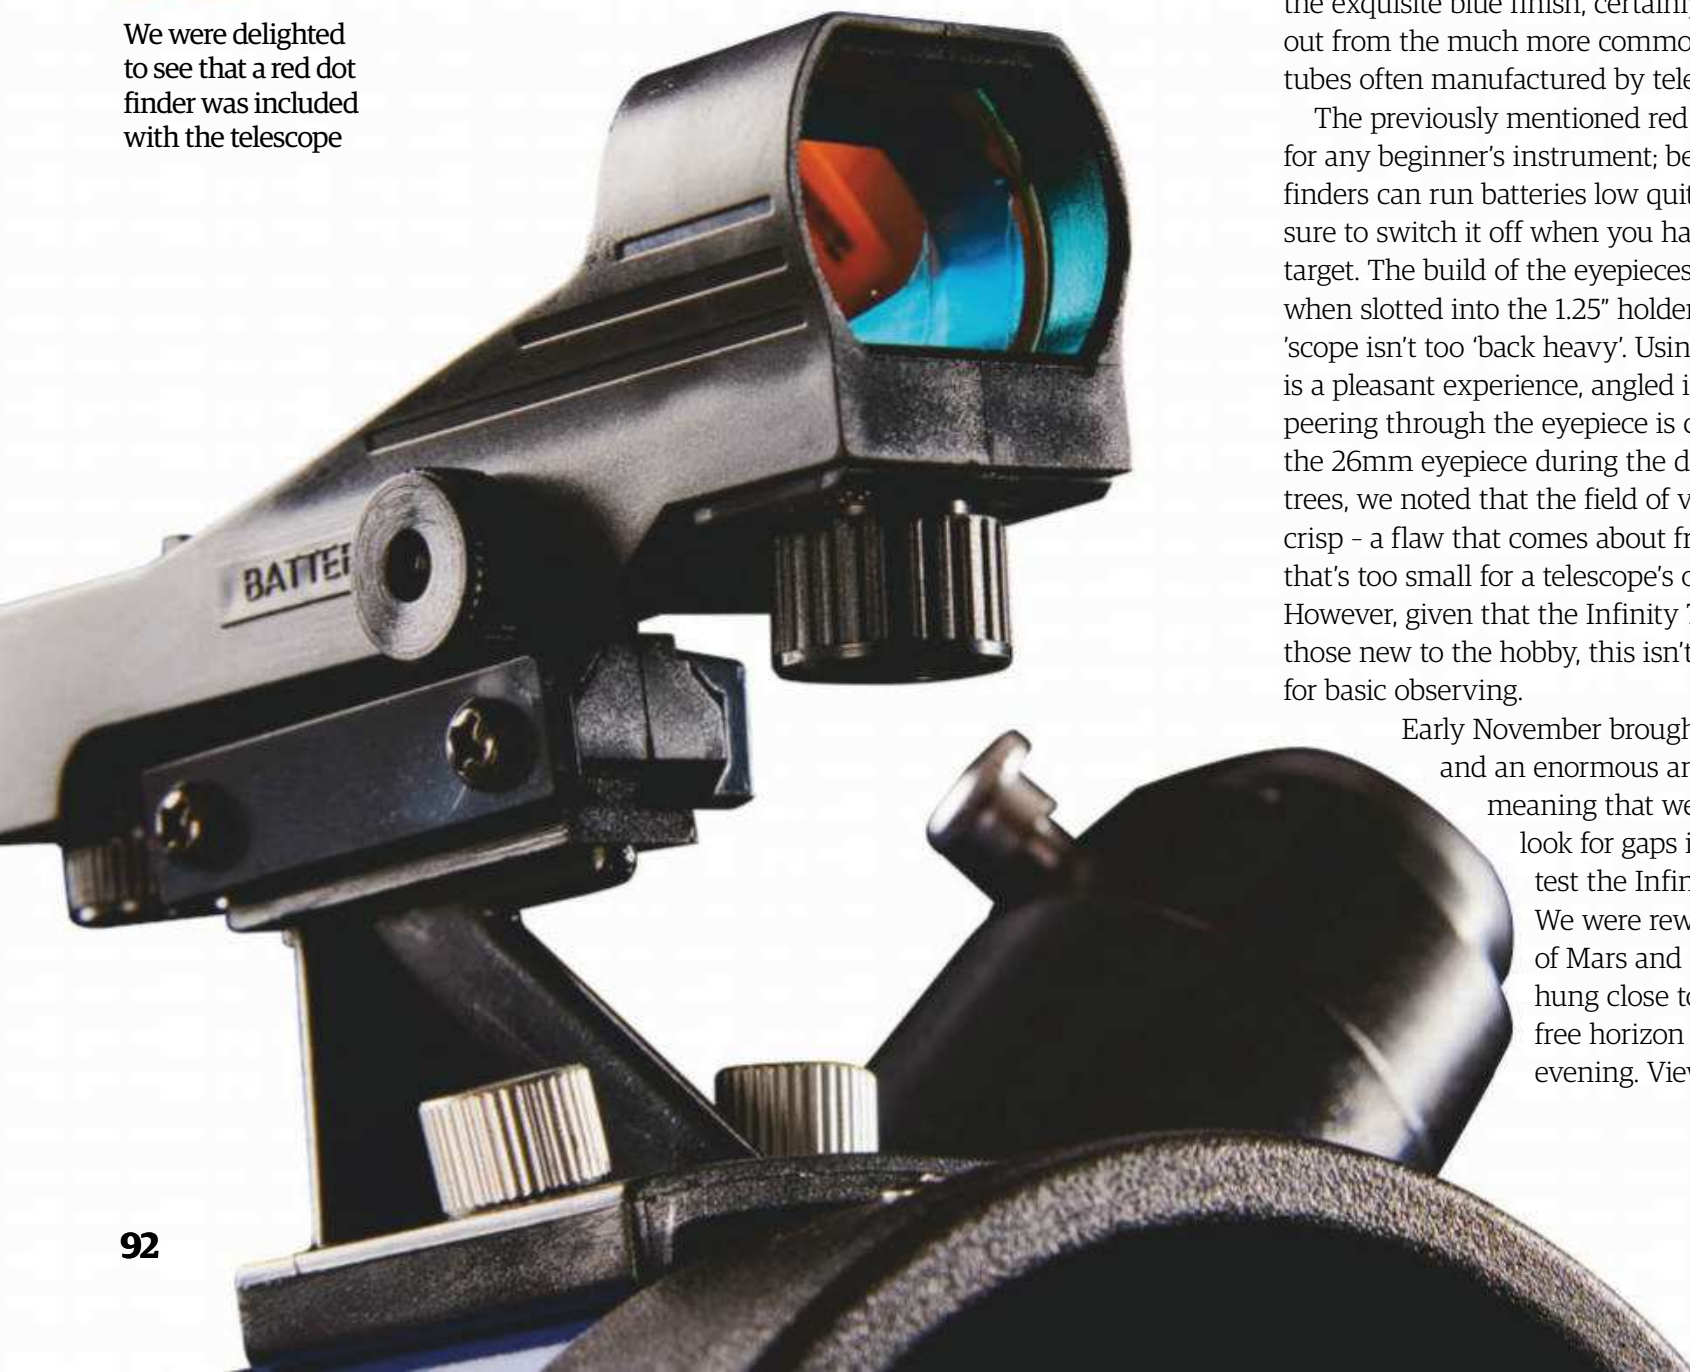 We were delighted
to see that a red dot
finder was included
with the telescope
the exquisite blue finish, certainly
out from the much more commo
tubes often manufactured by tele
The previously mentioned red
for any beginner's instrument; be
finders can run batteries low quit
sure to switch it off when you ha
target. The build of the eyepieces
when slotted into the 1.25" holder
'scope isn't too 'back heavy'. Usin
is a pleasant experience, angled i
peering through the eyepiece is c
the 26mm eyepiece during the d
trees, we noted that the field of v
crisp – a flaw that comes about fr
that's too small for a telescope's o
However, given that the Infinity
those new to the hobby, this isn't
for basic observing.
Early November brough
and an enormous ar
meaning that we
look for gaps i
test the Infin
We were rew
of Mars and
hung close to
free horizon
evening. View
BATTER
92